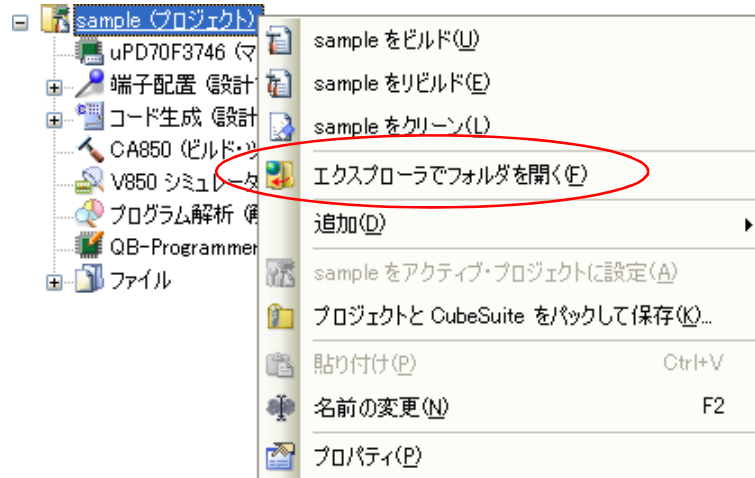 sample (プロジェクト)
uPD70F3746 (マ
端子配置 (設計
コード生成 (設計
CA850 (ビルド・ツ
V850 シミュレータ
プログラム解析 (解
QB-Programmer
ファイル
sample をビルド(U)
sample をリビルド(E)
sample をクリーン(L)
エクスプローラでフォルダを開く(F)
追加(D)
sample をアクティブ・プロジェクトに設定(A)
プロジェクトと CubeSuite をパックして保存(K)...
貼り付け(P) Ctrl+V
名前の変更(N) F2
プロパティ(P)